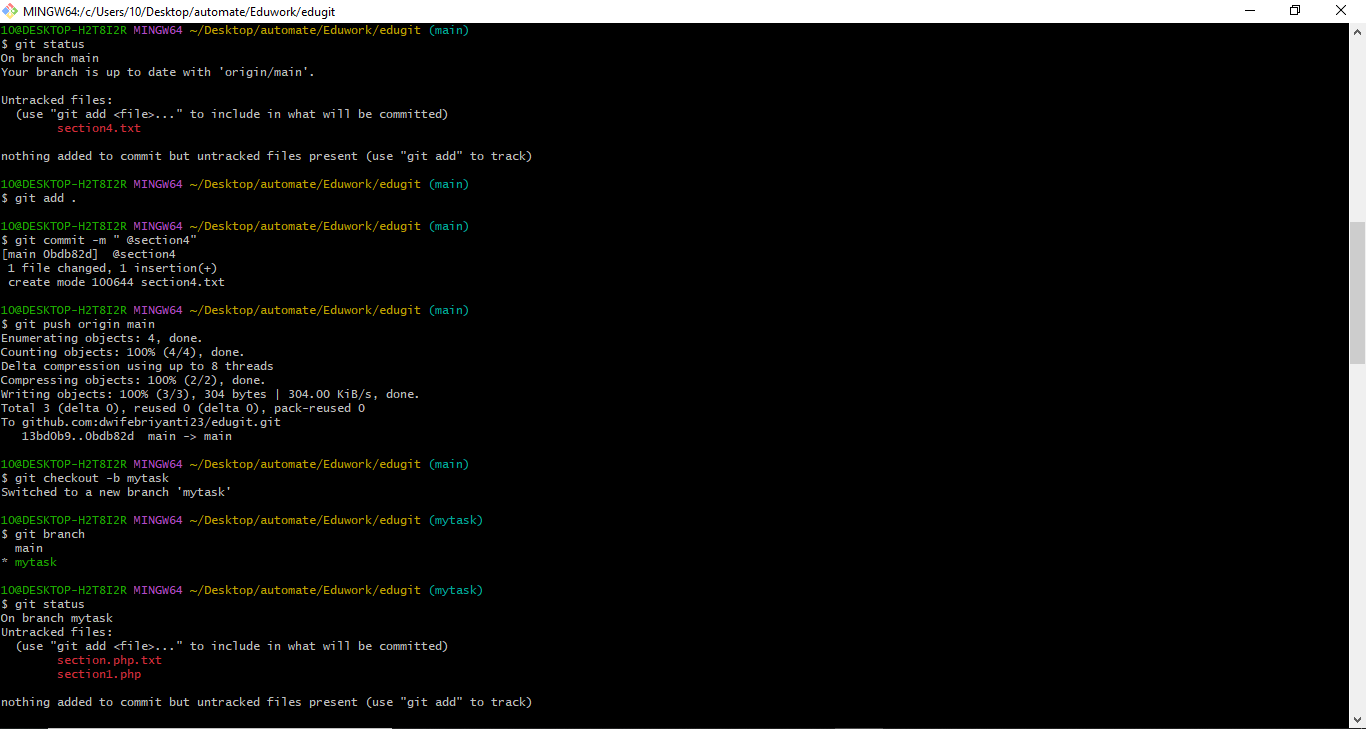 MINGW64:/c/Users/10/Desktop/automate/Eduwork/edugit
10@DESKTOP-H2T8I2R MINGW64 ~/Desktop/automate/Eduwork/edugit (main)
$ git status
On branch main
Your branch is up to date with 'origin/main'.
Untracked files:
  (use "git add <file>..." to include in what will be committed)
        section4.txt
nothing added to commit but untracked files present (use "git add" to track)
10@DESKTOP-H2T8I2R MINGW64 ~/Desktop/automate/Eduwork/edugit (main)
$ git add .
10@DESKTOP-H2T8I2R MINGW64 ~/Desktop/automate/Eduwork/edugit (main)
$ git commit -m " @section4"
[main 0bdb82d]  @section4
 1 file changed, 1 insertion(+)
 create mode 100644 section4.txt
10@DESKTOP-H2T8I2R MINGW64 ~/Desktop/automate/Eduwork/edugit (main)
$ git push origin main
Enumerating objects: 4, done.
Counting objects: 100% (4/4), done.
Delta compression using up to 8 threads
Compressing objects: 100% (2/2), done.
Writing objects: 100% (3/3), 304 bytes | 304.00 KiB/s, done.
Total 3 (delta 0), reused 0 (delta 0), pack-reused 0
To github.com:dwifebriyanti23/edugit.git
   13bd0b9..0bdb82d  main -> main
10@DESKTOP-H2T8I2R MINGW64 ~/Desktop/automate/Eduwork/edugit (main)
$ git checkout -b mytask
Switched to a new branch 'mytask'
10@DESKTOP-H2T8I2R MINGW64 ~/Desktop/automate/Eduwork/edugit (mytask)
$ git branch
  main
* mytask
10@DESKTOP-H2T8I2R MINGW64 ~/Desktop/automate/Eduwork/edugit (mytask)
$ git status
On branch mytask
Untracked files:
  (use "git add <file>..." to include in what will be committed)
        section.php.txt
        section1.php
nothing added to commit but untracked files present (use "git add" to track)